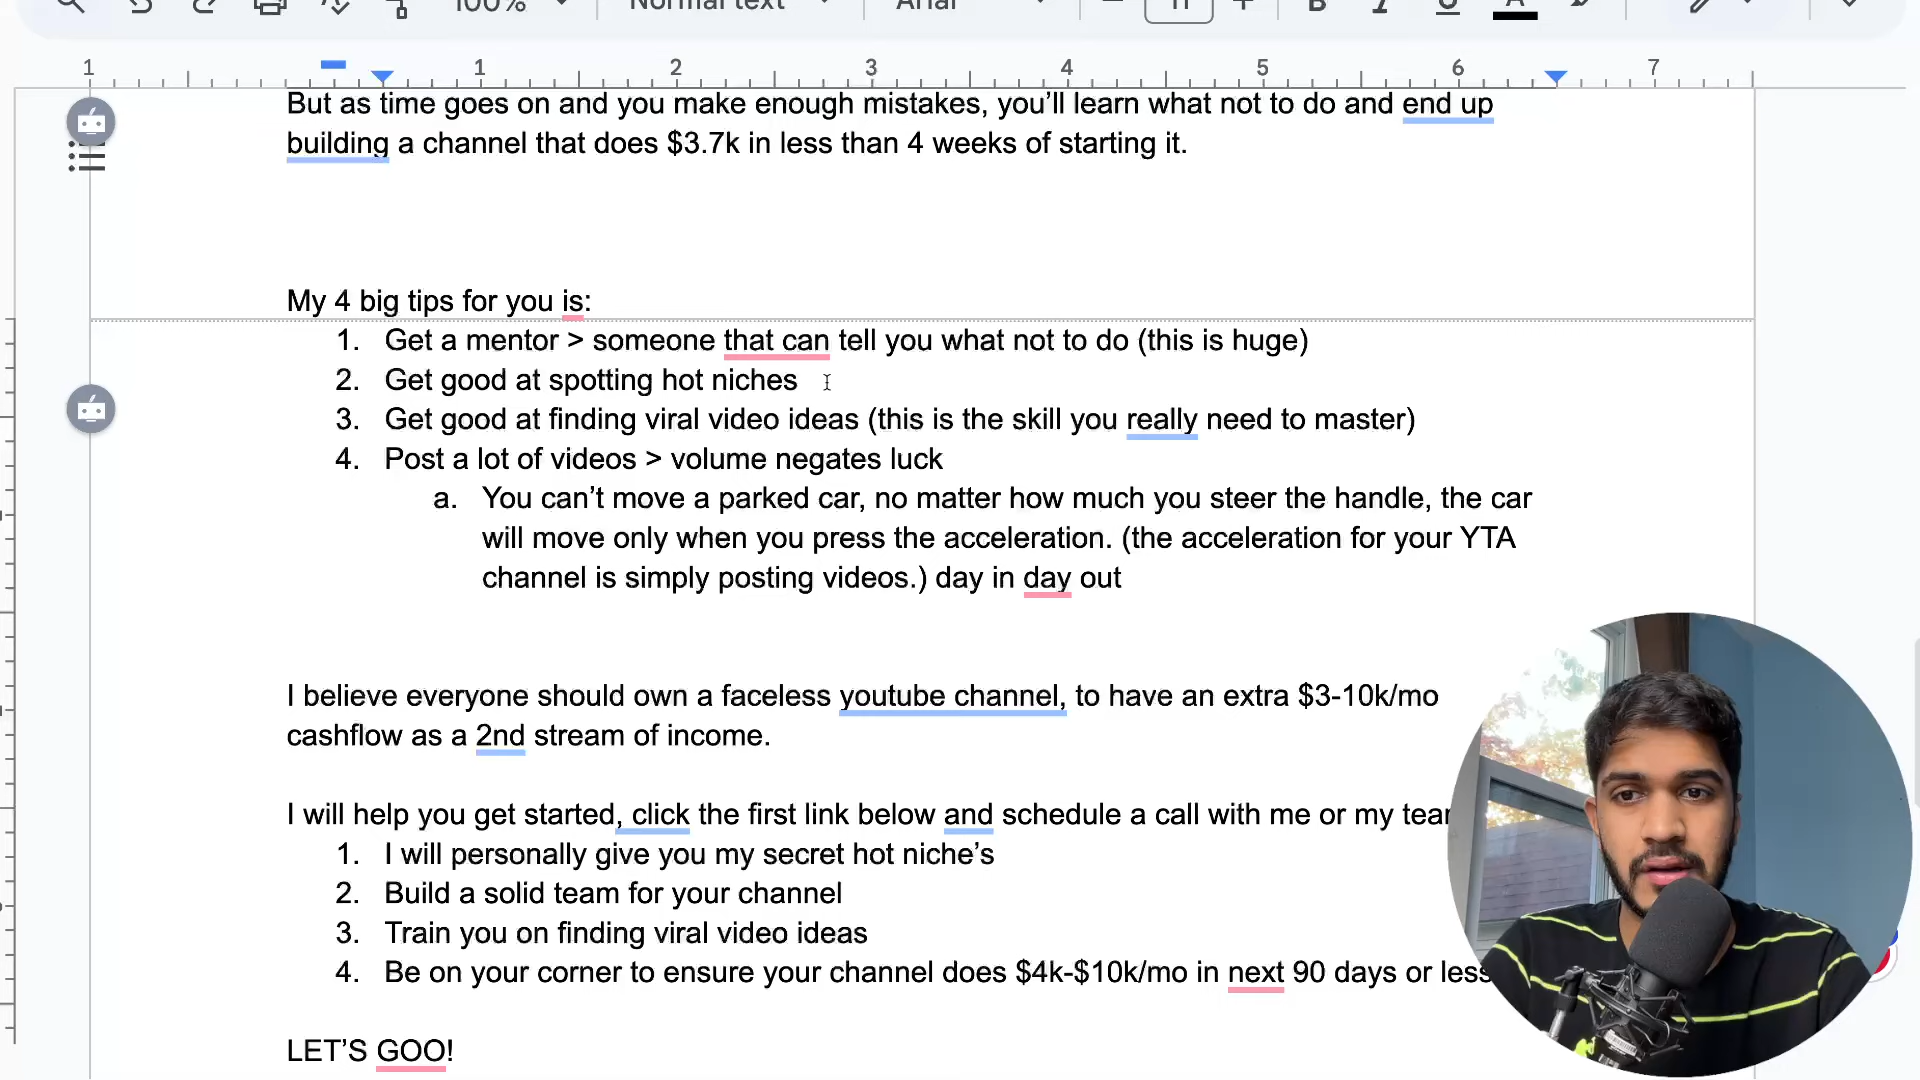 100%
Normal text
Arial
11
B I U A
1 1 2 3 4 5 6 7
But as time goes on and you make enough mistakes, you'll learn what not to do and end up
building a channel that does $3.7k in less than 4 weeks of starting it.
My 4 big tips for you is:
1. Get a mentor > someone that can tell you what not to do (this is huge)
2. Get good at spotting hot niches
3. Get good at finding viral video ideas (this is the skill you really need to master)
4. Post a lot of videos > volume negates luck
a. You can't move a parked car, no matter how much you steer the handle, the car
will move only when you press the acceleration. (the acceleration for your YTA
channel is simply posting videos.) day in day out
I believe everyone should own a faceless youtube channel, to have an extra $3-10k/mo
cashflow as a 2nd stream of income.
I will help you get started, click the first link below and schedule a call with me or my
1. I will personally give you my secret hot niche's
2. Build a solid team for your channel
3. Train you on finding viral video ideas
4. Be on your corner to ensure your channel does $4k-$10k/mo in next 90 days or less
LET'S GOO!